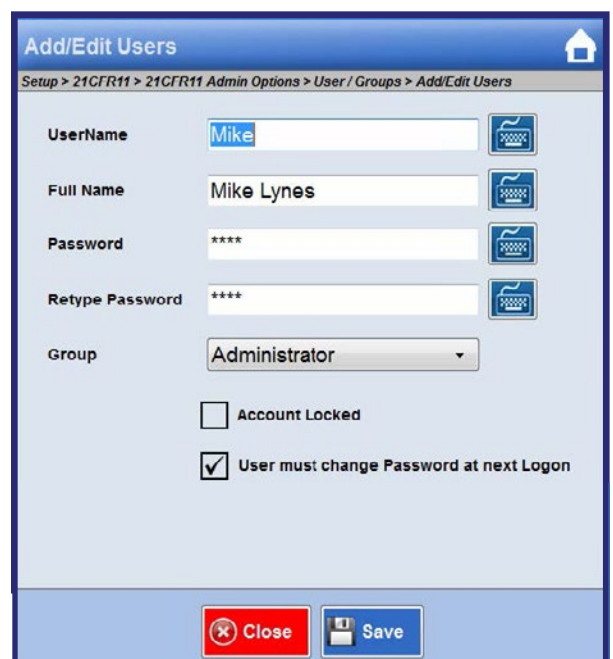 Add/Edit Users
Setup > 21CFR11 > 21CFR11 Admin Options > User / Groups > Add/Edit Users
UserName Mike
Full Name Mike Lynes
Password ****
Retype Password ****
Group Administrator
Account Locked
User must change Password at next Logon
Close Save